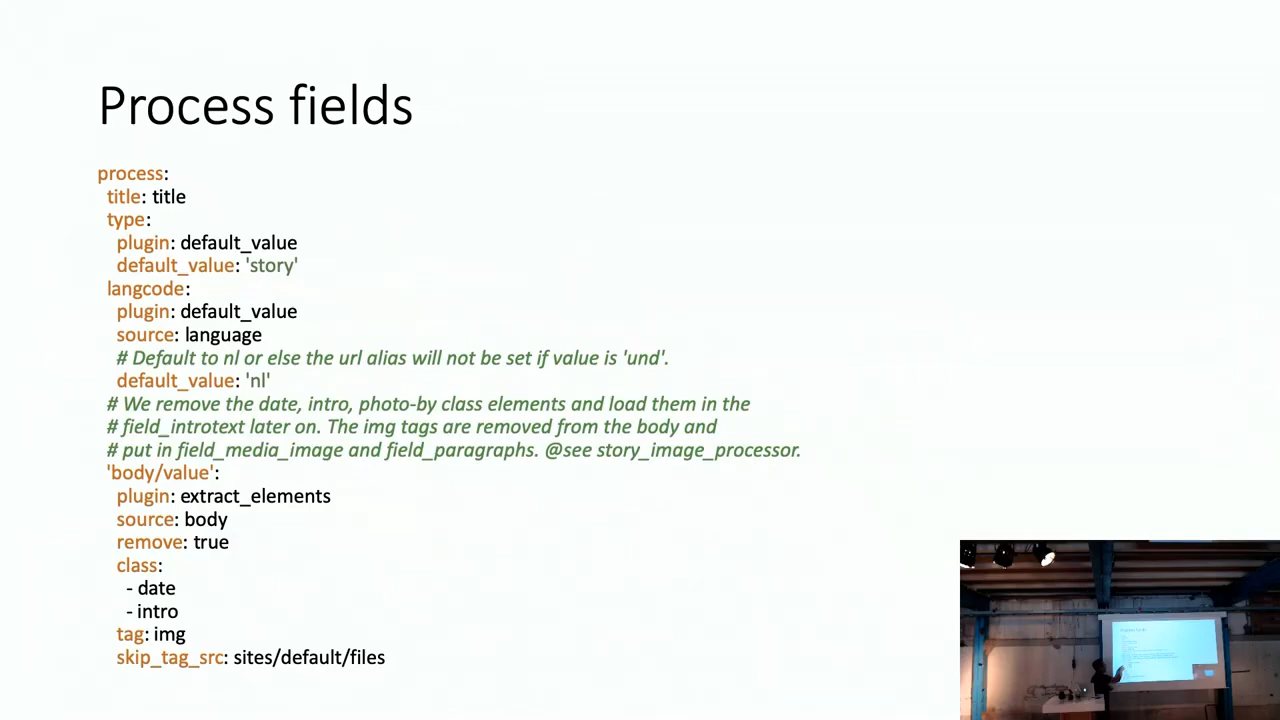 Process fields
process:
title: title
type:
plugin: default_value
default_value: 'story'
langcode:
plugin: default_value
source: language
# Default to nl or else the url alias will not be set if value is 'und'.
default_value: 'nl'
# We remove the date, intro, photo-by class elements and load them in the
# field_introtext later on. The img tags are removed from the body and
# put in field_media_image and field_paragraphs. @see story_image_processor.
'body/value':
plugin: extract_elements
source: body
remove: true
class:
- date
- intro
tag: img
skip_tag_src: sites/default/files